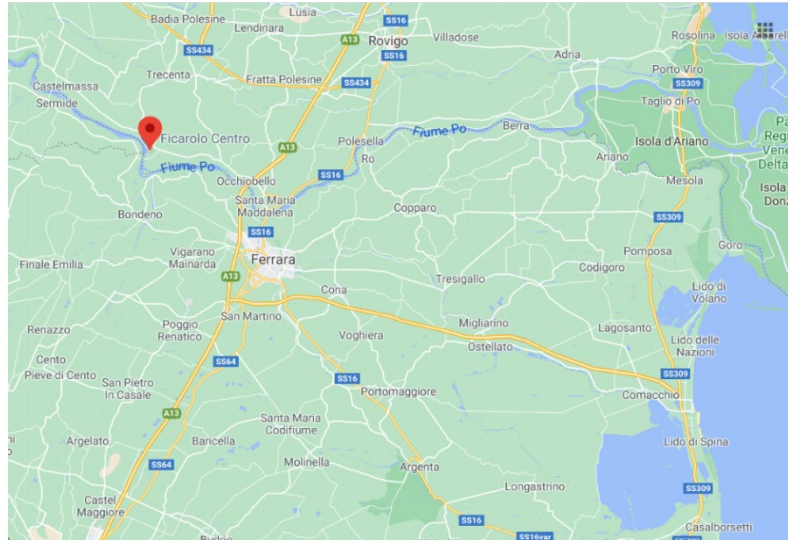 Badia Polesine
Lusia
SS16
Lendinara
A13
Rovigo
Villadose
Rosolina
SS434
SS16
Adria
Castelmassa
Trecenta
Fratta Polesine
SS434
Porto Viro
Sermide
SS309
Taglio di Po
Ficarolo Centro
Fiume Po
Berra
Polesella
Isola d'Ariano
A13
Ro
Ariano
Fiume Po
Occhiobello
SS16
Mesola
Santa Maria
Maddalena
Bondeno
Copparo
SS309
SS16
Pomposa
Goro
Vigarano
Mainarda
Ferrara
Finale Emilia
Codigoro
A13
Tresigallo
Lido di
Volano
Cona
San Martino
Poggio
Renatico
Migliarino
Lagosanto
Renazzo
Voghiera
Ostellato
Lido delle
Nazioni
Cento
SS64
Pieve di Cento
SS16
SS309
San Pietro
In Casale
Portomaggiore
Comacchio
A13
Santa Maria
Codifiume
Argelato
Baricella
Lido di Spina
SS64
Molinella
Argenta
Longastrino
SS309
Castel
Maggiore
SS16
Casalborsetti
Budrio
SS16var